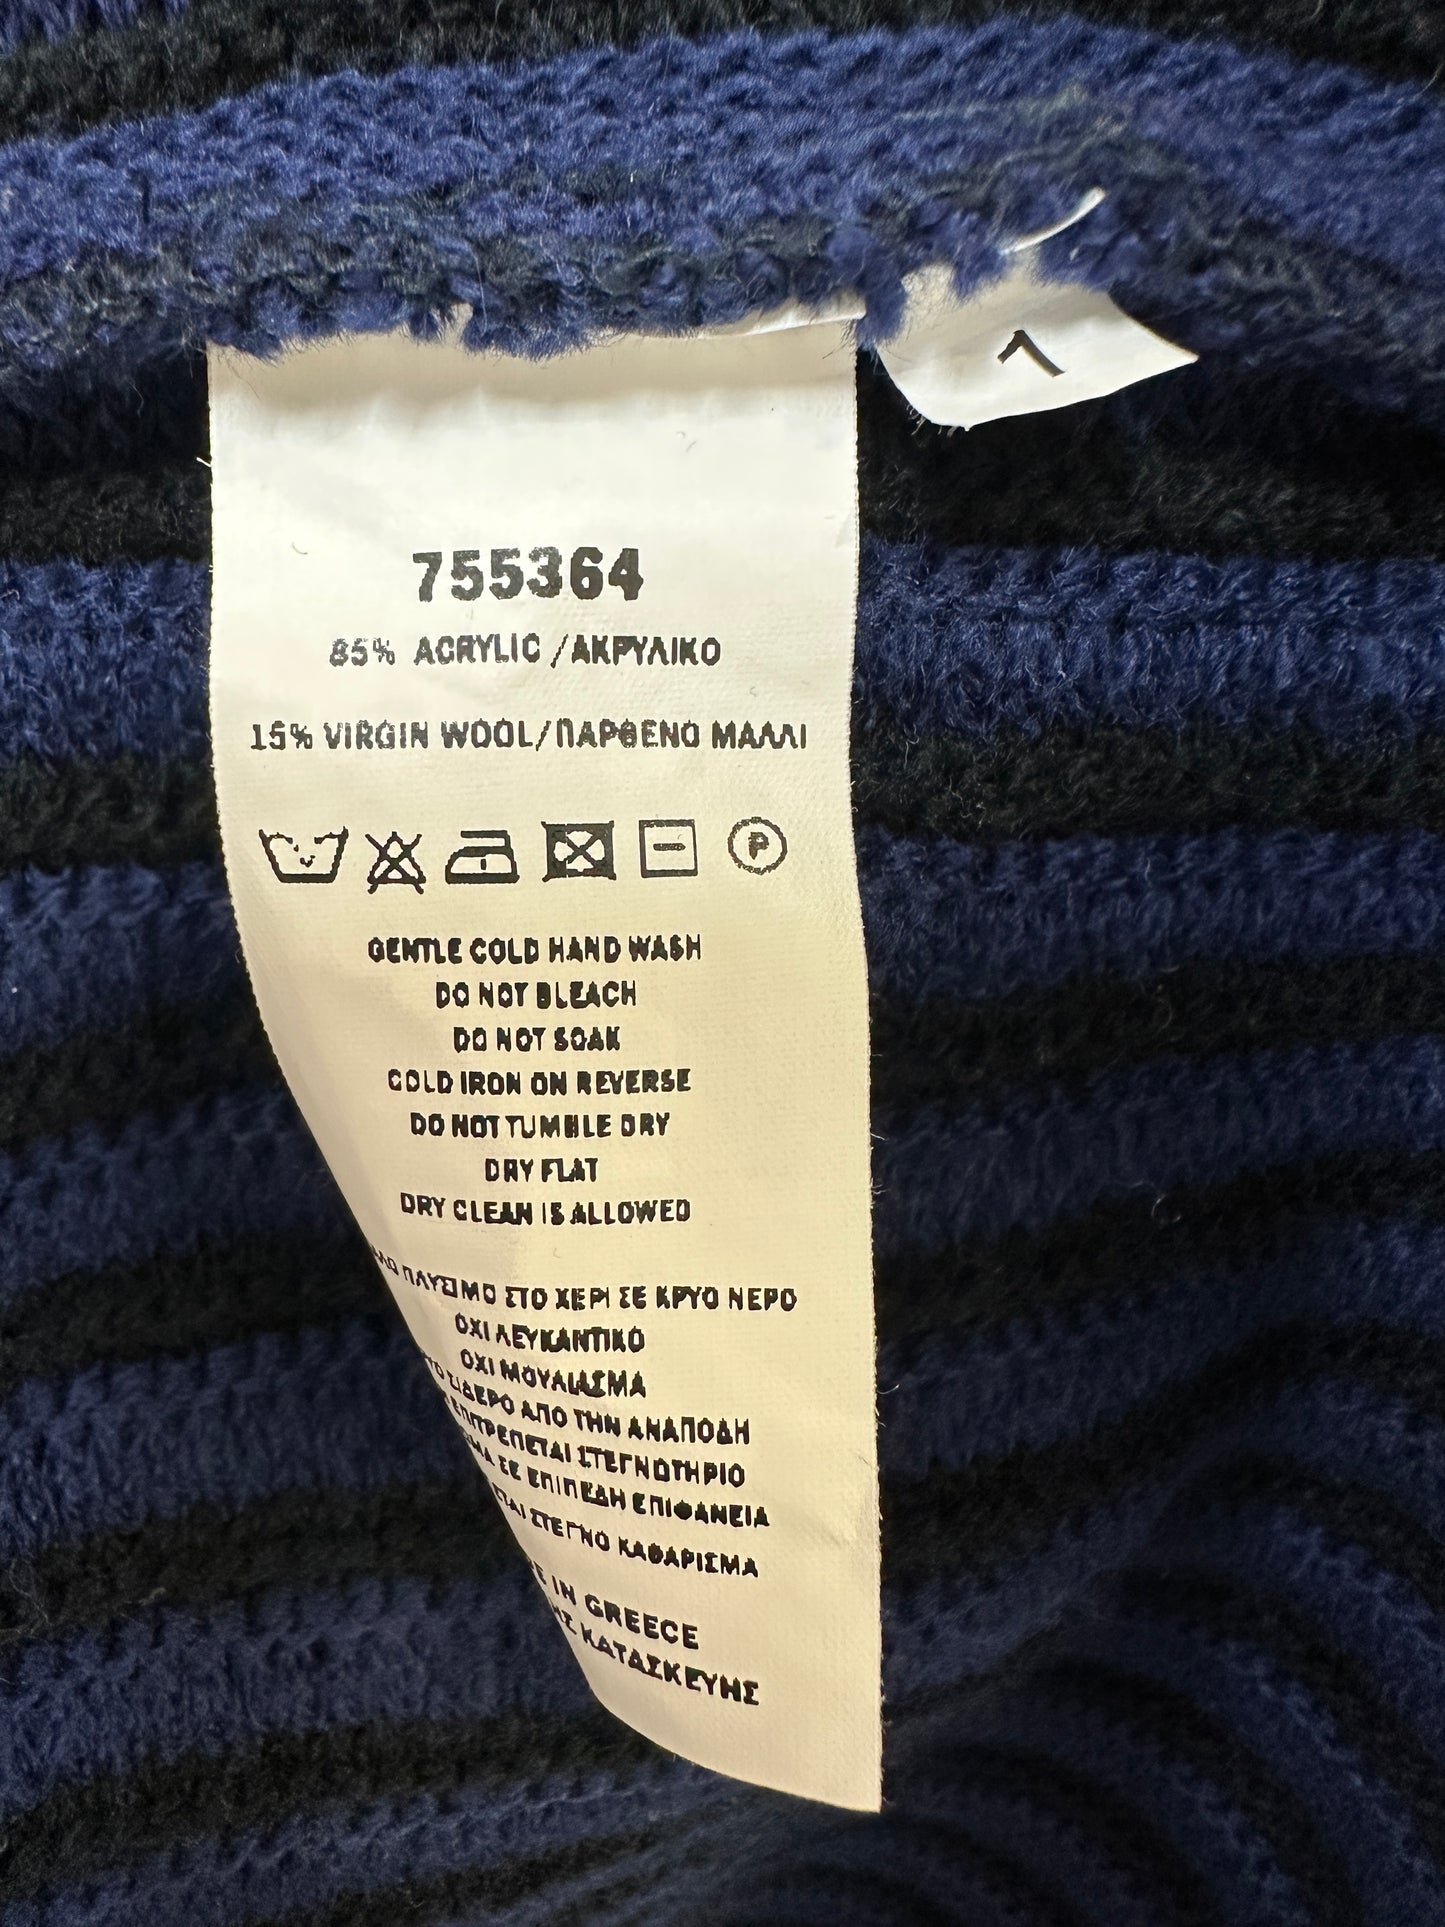 7
755364
85% ACRYLIC /ΑΚΡΥΛΙΚΟ
15% VIRGIN WOOL/ΠΑΡΘΕΝΟ ΜΑΛΛΙ
P
GENTLE COLD HAND WASH
DO NOT BLEACH
DO NOT SOAK
COLD IRON ON REVERSE
DO NOT TUMBLE DRY
DRY FLAT
DRY CLEAN IS ALLOWED
ΠΛΥΣΙΜΟ ΣΤΟ ΧΕΡΙ ΣΕ ΚΡΥΟ ΝΕΡΟ
ΟΧΙ ΛΕΥΚΑΝΤΙΚΟ
ΟΧΙ ΜΟΥΛΙΑΣΜΑ
ΣΙΔΕΡΟ ΑΠΟ ΤΗΝ ΑΝΑΠΟΔΗ
ΕΠΙΤΡΕΠΕΤΑΙ ΣΤΕΓΝΩΤΗΡΙΟ
ΣΕ ΕΠΙΠΕΔΗ ΕΠΙΦΑΝΕΙΑ
ΣΤΕΓΝΟ ΚΑΘΑΡΙΣΜΑ
IN GREECE
ΚΑΤΑΣΚΕΥΗΣ